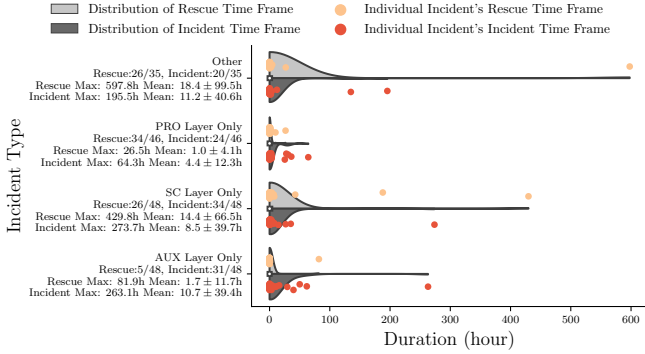 Distribution of Rescue Time Frame
Individual Incident's Rescue Time Frame
Distribution of Incident Time Frame
Individual Incident's Incident Time Frame
Incident Type
Other
Rescue:26/35, Incident:20/35
Rescue Max: 597.8h Mean: 18.4 ± 99.5h
Incident Max: 195.5h Mean: 11.2 ± 40.6h
PRO Layer Only
Rescue:34/46, Incident:24/46
Rescue Max: 26.5h Mean: 1.0 ± 4.1h
Incident Max: 64.3h Mean: 4.4 ± 12.3h
SC Layer Only
Rescue:26/48, Incident:34/48
Rescue Max: 429.8h Mean: 14.4 ± 66.5h
Incident Max: 273.7h Mean: 8.5 ± 39.7h
AUX Layer Only
Rescue:5/48, Incident:31/48
Rescue Max: 81.9h Mean: 1.7 ± 11.7h
Incident Max: 263.1h Mean: 10.7 ± 39.4h
0 100 200 300 400 500 600
Duration (hour)